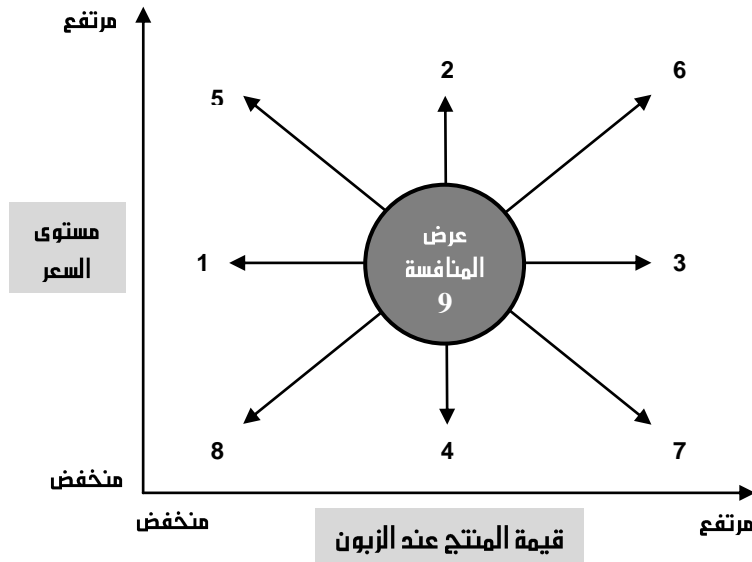 مرتفع
2
6
5
مستوى
السعر
عرض
المنافسة
9
1
3
8
4
7
منخفض
منخفض
مرتفع
قيمة المنتج عند الزبون